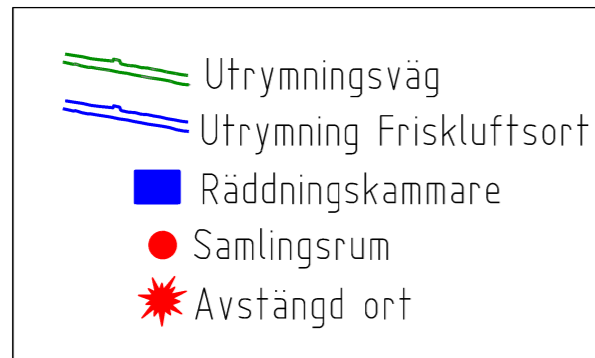 Utrymningsväg
Utrymning Friskluftsort
Räddningskammare
Samlingsrum
Avstängd ort